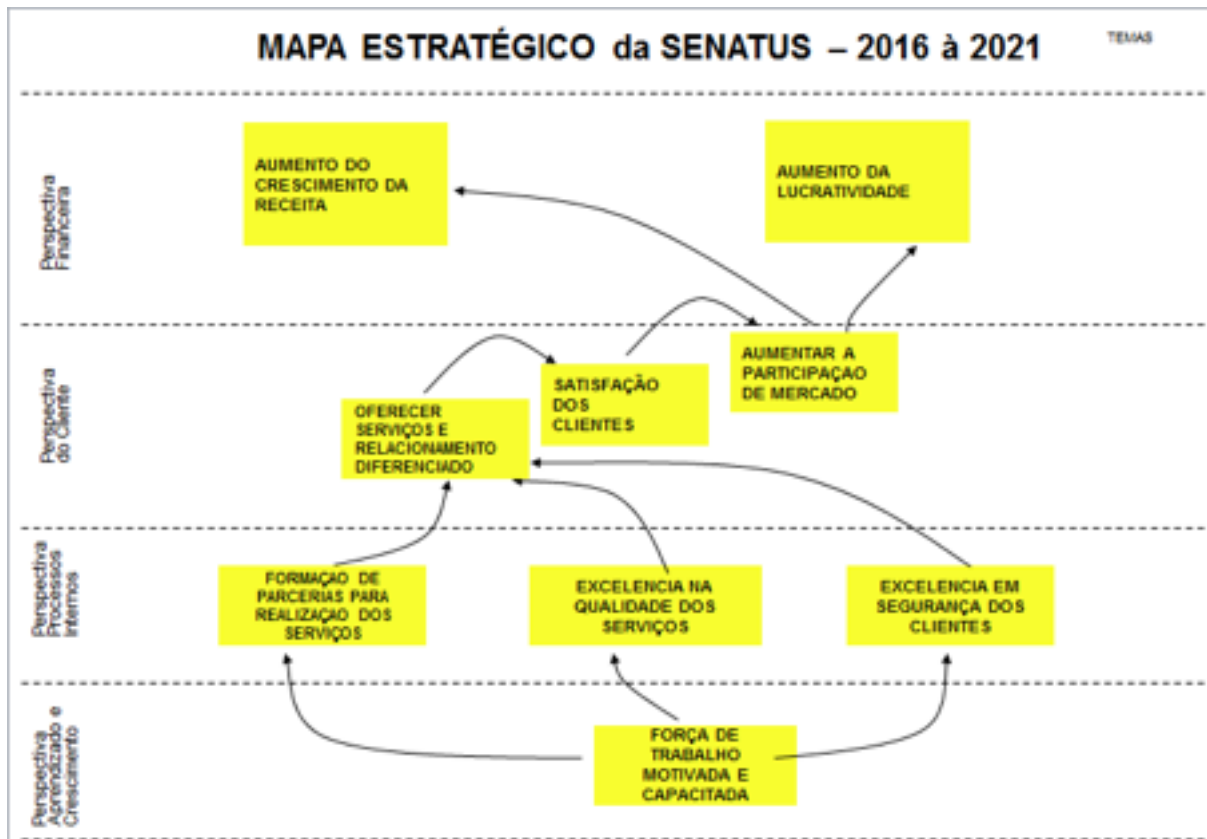 MAPA ESTRATÉGICO da SENATUS – 2016 à 2021
TEMAS
Perspectiva
Financeira
AUMENTO DO
CRESCIMENTO DA
RECEITA
AUMENTO DA
LUCRATIVIDADE
Perspectiva
do Cliente
OFERECER
SERVIÇOS E
RELACIONAMENTO
DIFERENCIADO
SATISFAÇÃO
DOS
CLIENTES
AUMENTAR A
PARTICIPAÇAO
DE MERCADO
Perspectiva
Processos
Internos
FORMAÇAO DE
PARCERIAS PARA
REALIZAÇAO DOS
SERVIÇOS
EXCELENCIA NA
QUALIDADE DOS
SERVIÇOS
EXCELENCIA EM
SEGURANÇA DOS
CLIENTES
Perspectiva
Aprendizado e
Crescimento
FORÇA DE
TRABALHO
MOTIVADA E
CAPACITADA